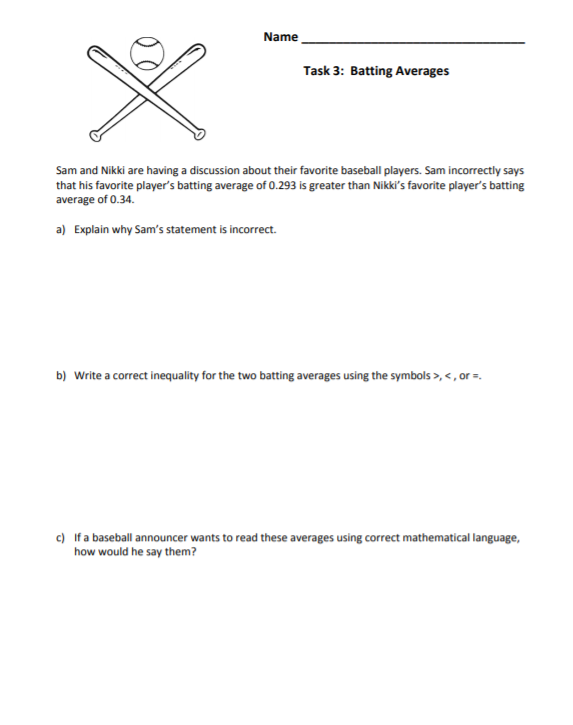 Name ________________________________
Task 3:  Batting Averages
Sam and Nikki are having a discussion about their favorite baseball players. Sam incorrectly says
that his favorite player's batting average of 0.293 is greater than Nikki's favorite player's batting
average of 0.34.
a)  Explain why Sam's statement is incorrect.
b)  Write a correct inequality for the two batting averages using the symbols >, < , or =.
c)  If a baseball announcer wants to read these averages using correct mathematical language,
how would he say them?